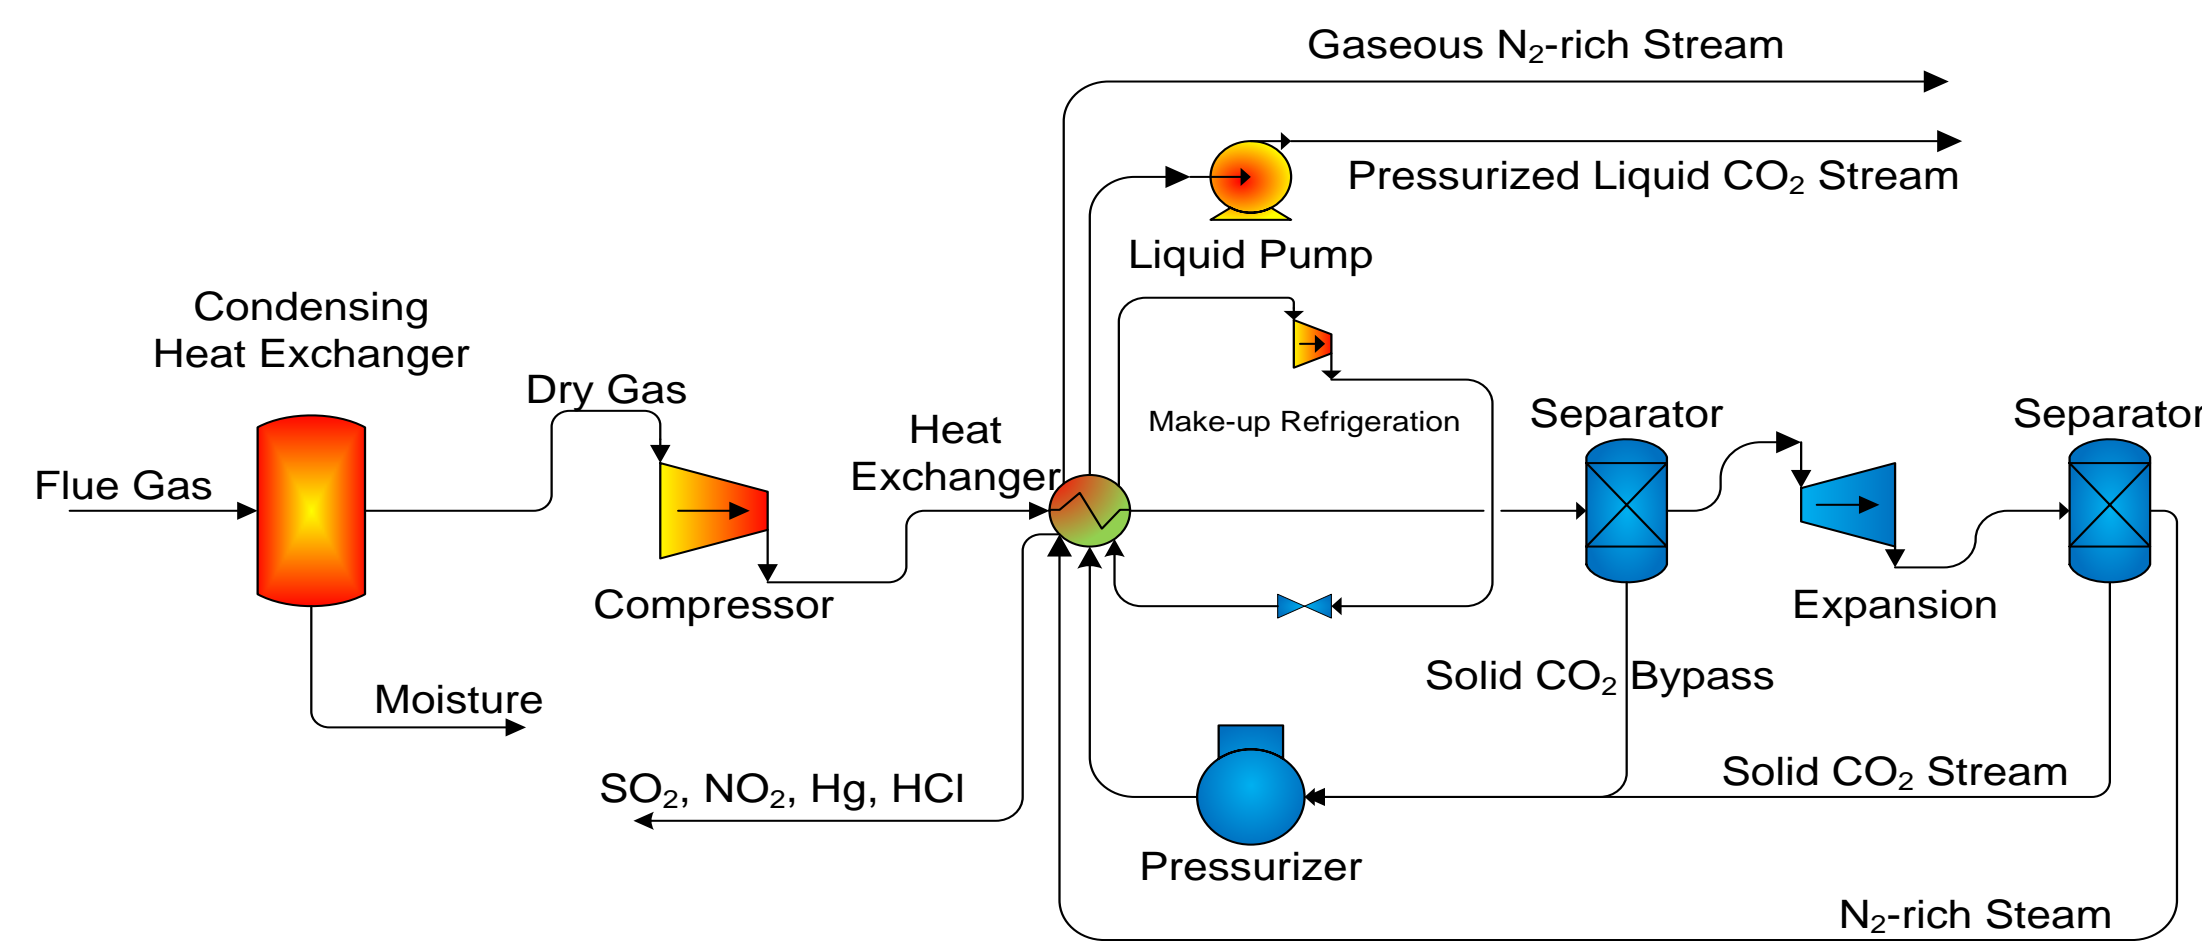 Gaseous N₂-rich Stream
Pressurized Liquid CO₂ Stream
Liquid Pump
Condensing
Heat Exchanger
Dry Gas
Make-up Refrigeration
Heat
Exchanger
Separator
Separator
Flue Gas
Compressor
Expansion
Solid CO₂ Bypass
Moisture
SO₂, NO₂, Hg, HCl
Solid CO₂ Stream
Pressurizer
N₂-rich Steam